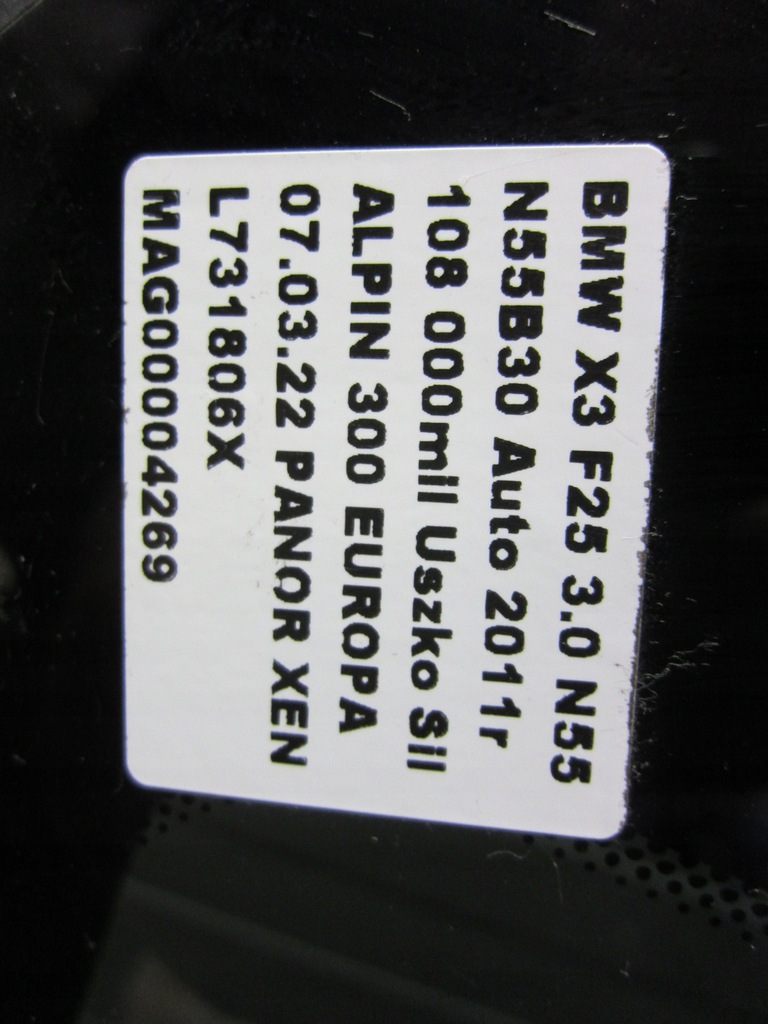 BMW X3 F25 3.0 N55
N55B30 Auto 2011r
108 000mil Uszko Sil
ALPIN 300 EUROPA
07.03.22 PANOR XEN
L731806X
MAG00004269